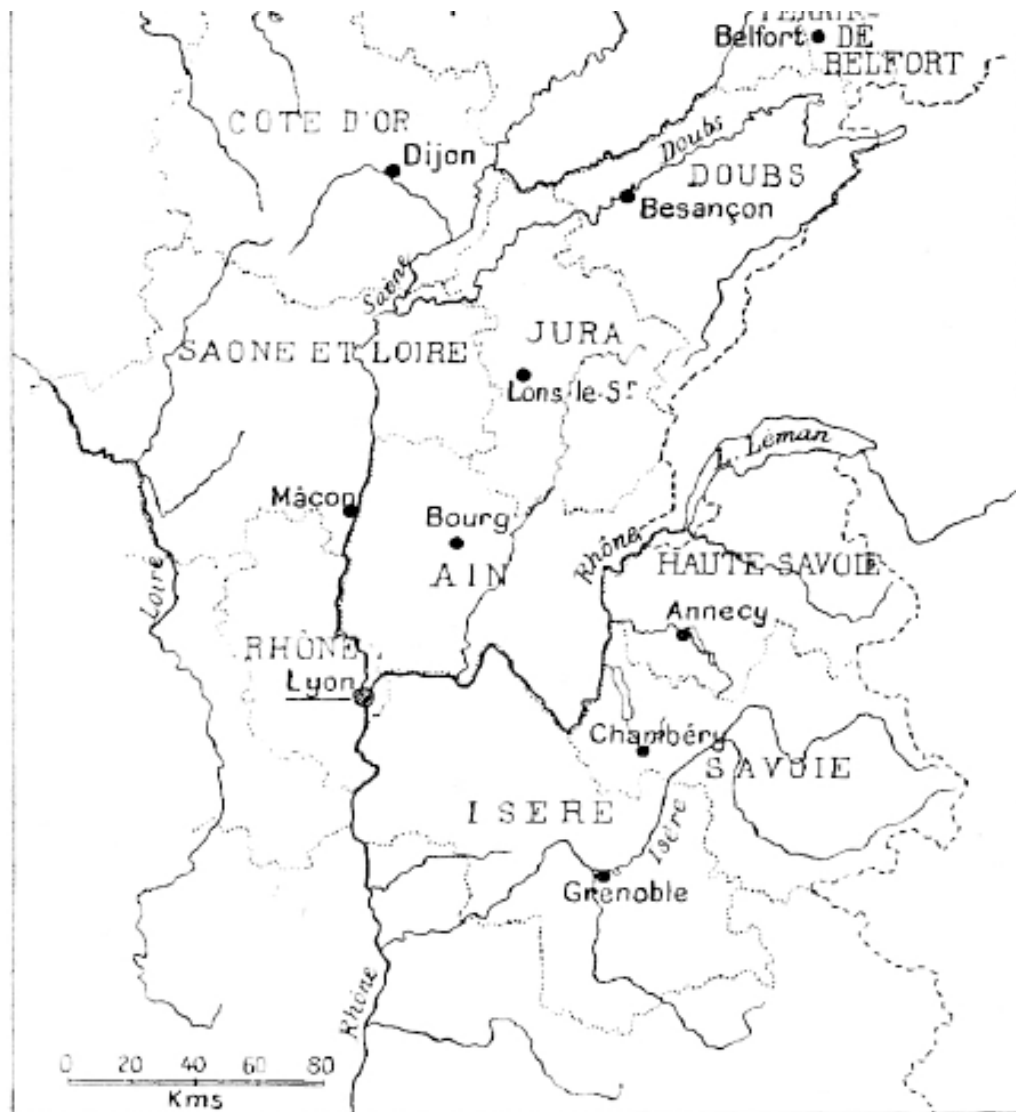 TERRIT-
Belfort DE
BELFORT
COTE D'OR
Dijon
Doubs
DOUBS
Besançon
Saône
SAONE ET LOIRE
JURA
Lons-le-Sr
L. Léman
Mâcon
Bourg
Rhône
AIN
HAUTE SAVOIE
Loire
Annecy
RHÔNE
Lyon
Chambéry
SAVOIE
ISERE
Isère
Grenoble
Rhône
0 20 40 60 80
Kms